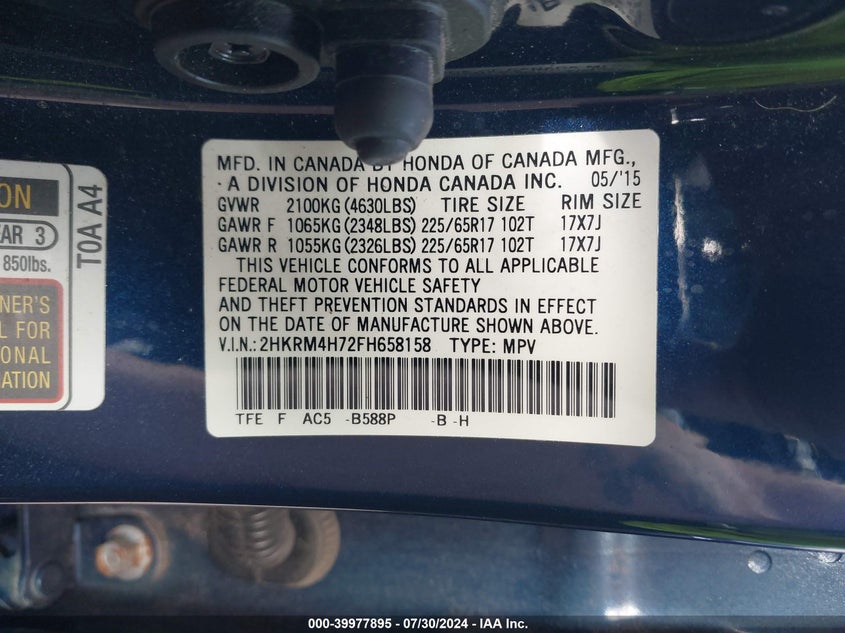 MFD. IN CANADA BY HONDA OF CANADA MFG.,
A DIVISION OF HONDA CANADA INC. 05/'15
GVWR 2100KG (4630LBS) TIRE SIZE RIM SIZE
GAWR F 1065KG (2348LBS) 225/65R17 102T 17X7J
GAWR R 1055KG (2326LBS) 225/65R17 102T 17X7J
THIS VEHICLE CONFORMS TO ALL APPLICABLE
FEDERAL MOTOR VEHICLE SAFETY
AND THEFT PREVENTION STANDARDS IN EFFECT
ON THE DATE OF MANUFACTURE SHOWN ABOVE.
V.I.N.: 2HKRM4H72FH658158 TYPE: MPV
TFE F AC5 -B588P -B -H
ON
EAR 3
850lbs.
NER'S
L FOR
IONAL
ATION
T0A A4
000-39977895 - 07/30/2024 - IAA Inc.